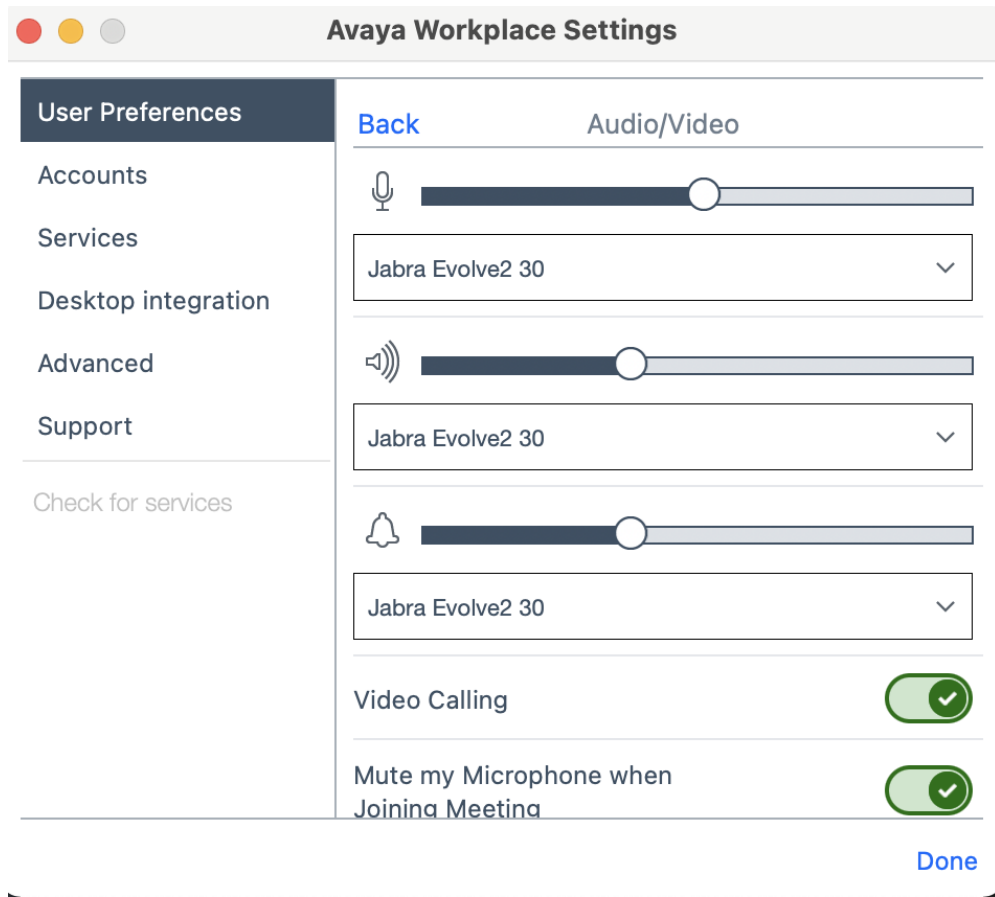 Avaya Workplace Settings
User Preferences
Accounts
Services
Desktop integration
Advanced
Support
Check for services
Back
Audio/Video
Jabra Evolve2 30
Jabra Evolve2 30
Jabra Evolve2 30
Video Calling
Mute my Microphone when
Joining Meeting
Done